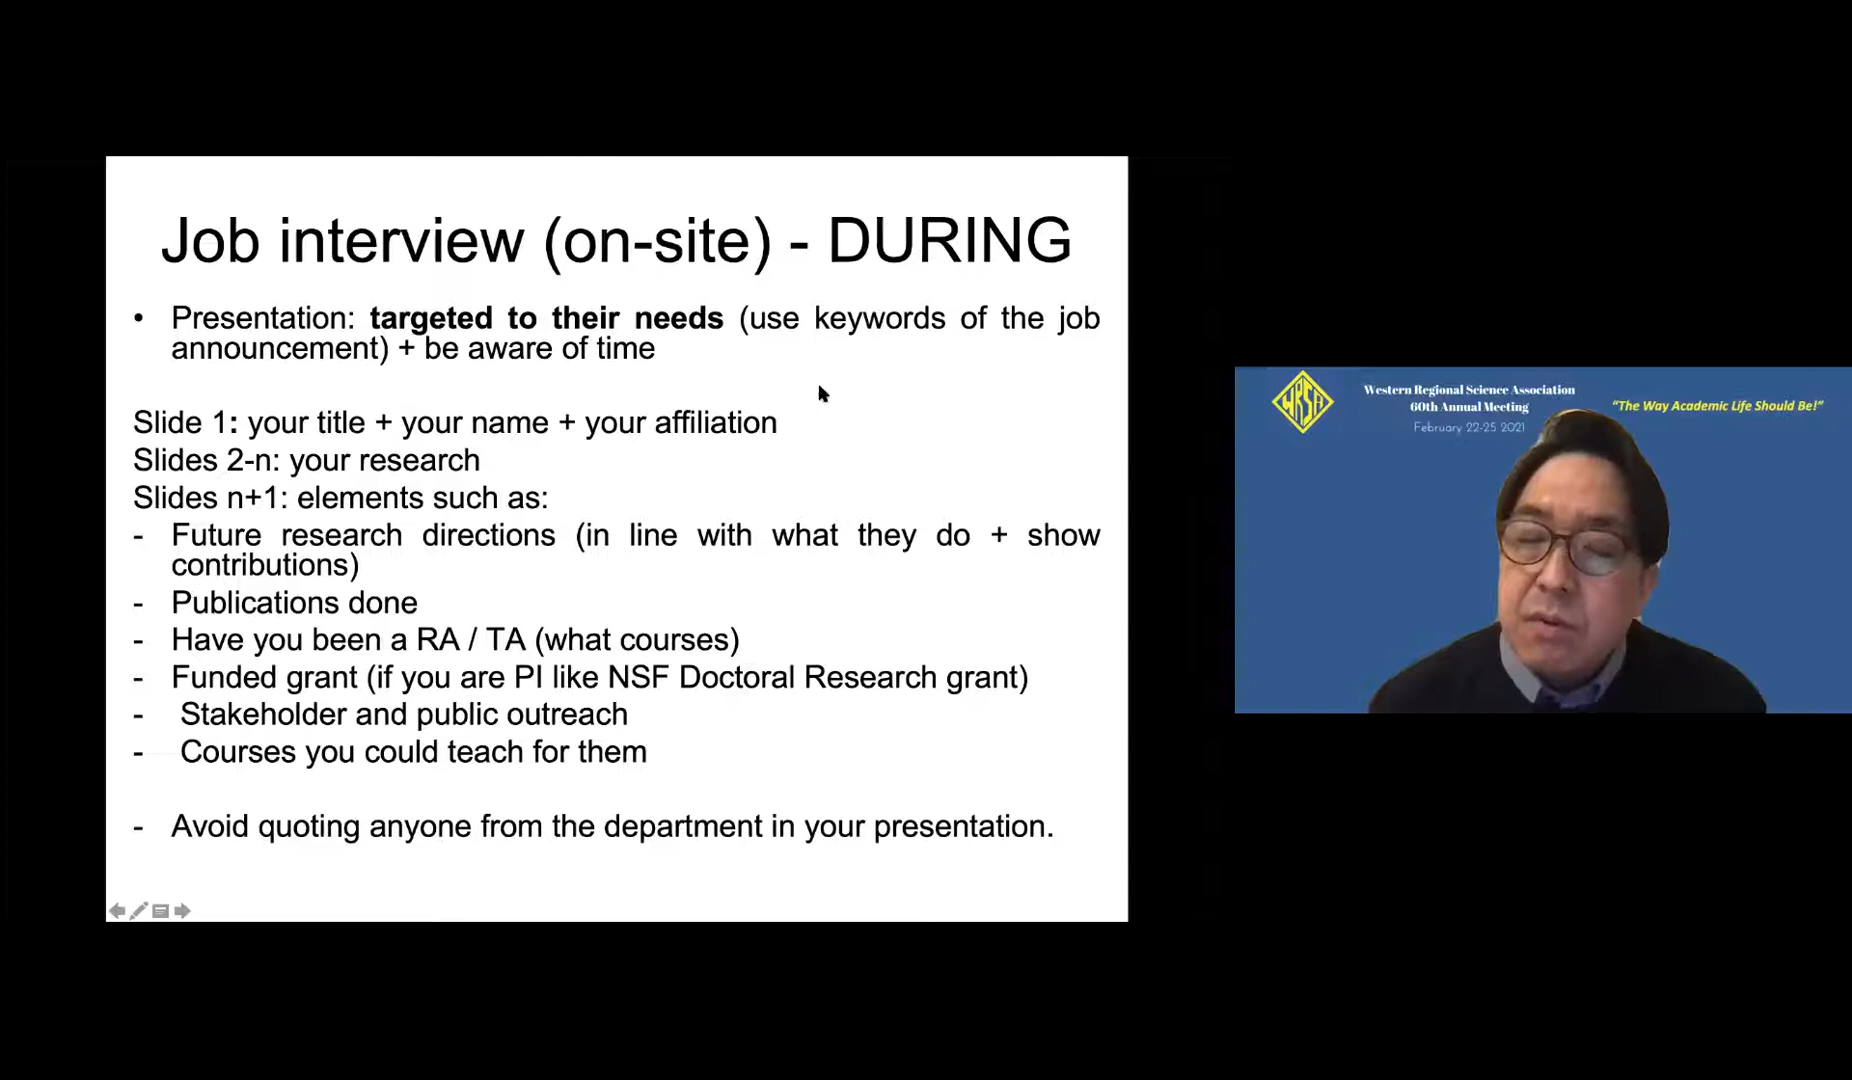 Job interview (on-site) - DURING
• Presentation: targeted to their needs (use keywords of the job
announcement) + be aware of time
Slide 1: your title + your name + your affiliation
Slides 2-n: your research
Slides n+1: elements such as:
- Future research directions (in line with what they do + show
contributions)
- Publications done
- Have you been a RA / TA (what courses)
- Funded grant (if you are PI like NSF Doctoral Research grant)
- Stakeholder and public outreach
- Courses you could teach for them
- Avoid quoting anyone from the department in your presentation.
WRSA
Western Regional Science Association
60th Annual Meeting
February 22-25 2021
"The Way Academic Life Should Be!"